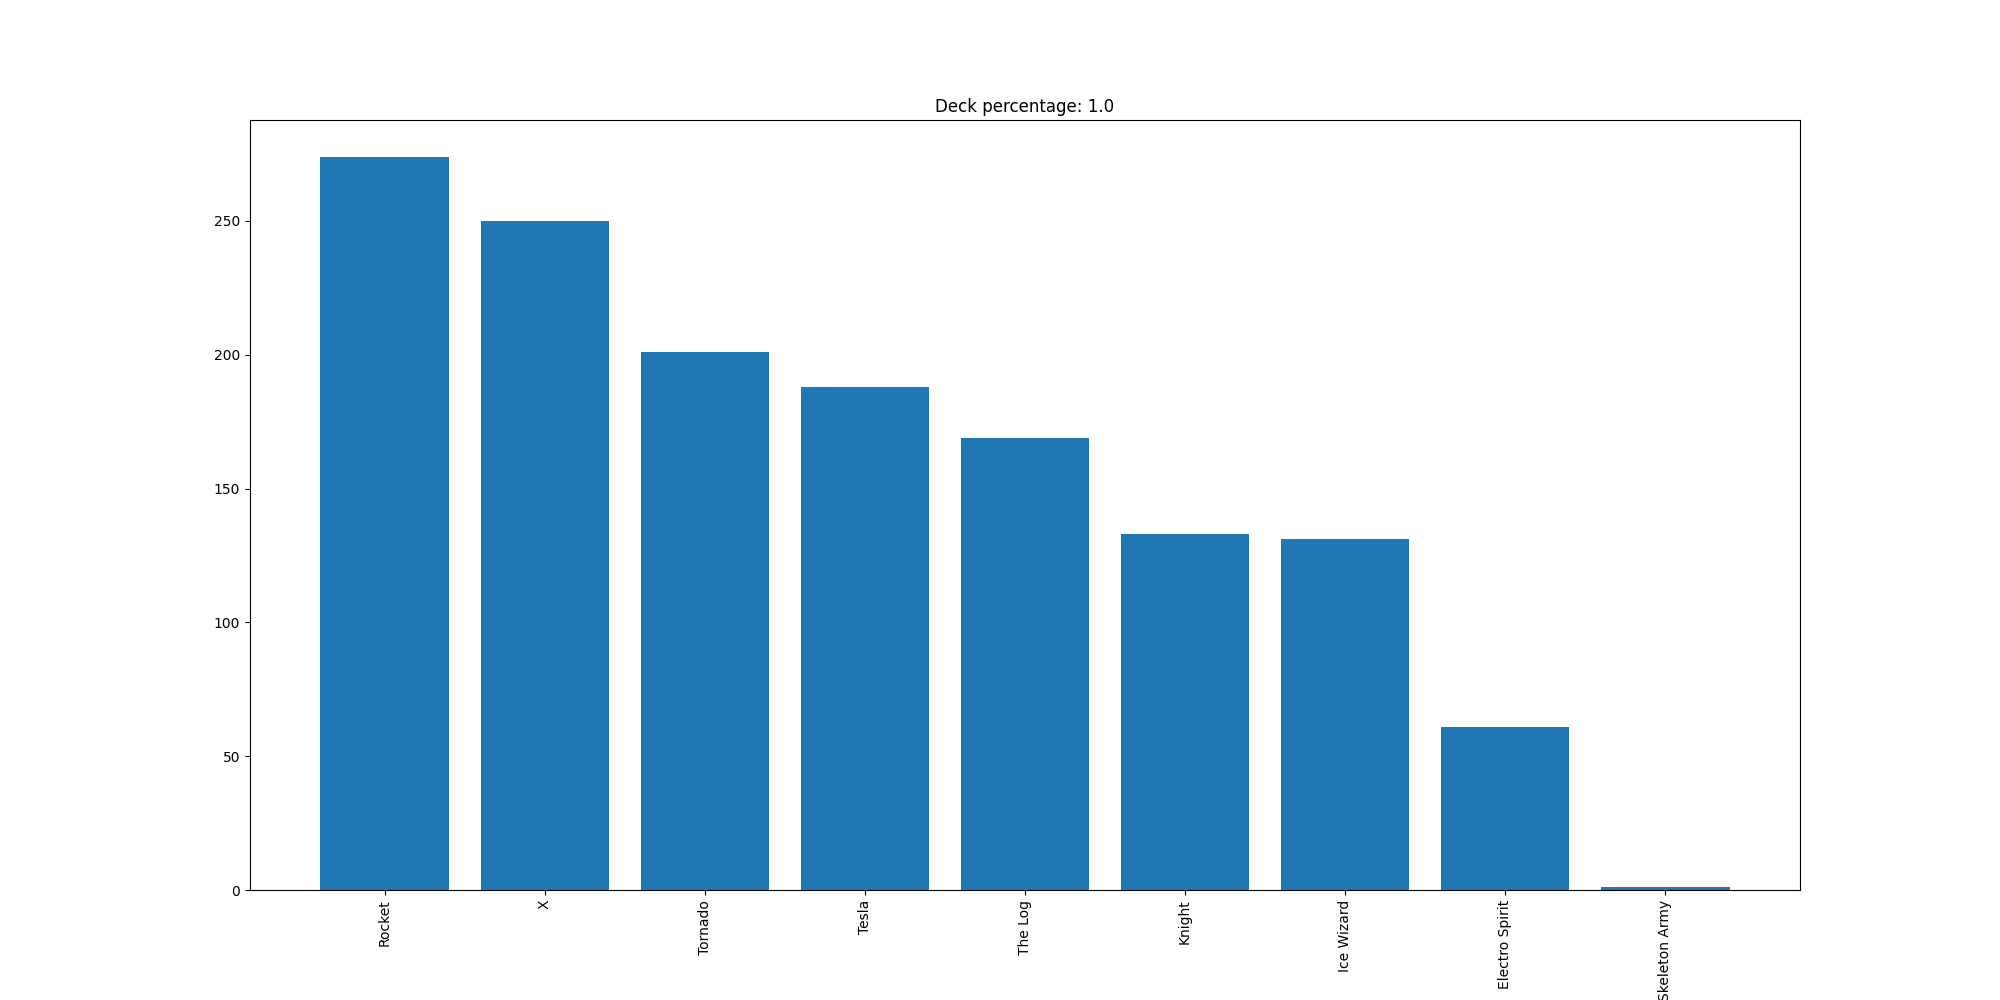 Deck percentage: 1.0
250
200
150
100
50
0
Rocket
X
Tornado
Tesla
The Log
Knight
Ice Wizard
Electro Spirit
Skeleton Army